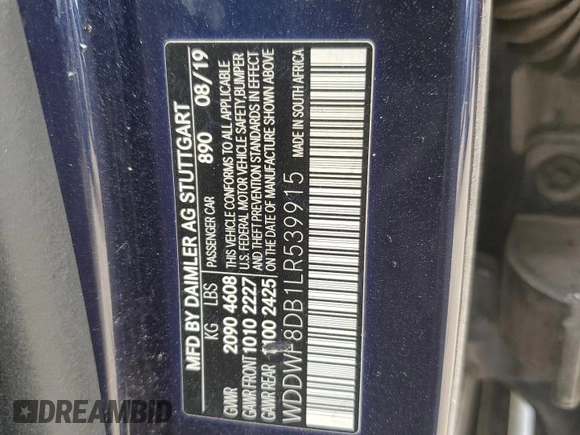 MFD BY DAIMLER AG STUTTGART
890 08/19
KG LBS PASSENGER CAR
GVWR 2090 4608 THIS VEHICLE CONFORMS TO ALL APPLICABLE
GAWR FRONT 1010 2227 U.S. FEDERAL MOTOR VEHICLE SAFETY, BUMPER
GAWR REAR 1100 2425 AND THEFT PREVENTION STANDARDS IN EFFECT
ON THE DATE OF MANUFACTURE SHOWN ABOVE
WDDWF8DB1LR539915 MADE IN SOUTH AFRICA
DREAMBID